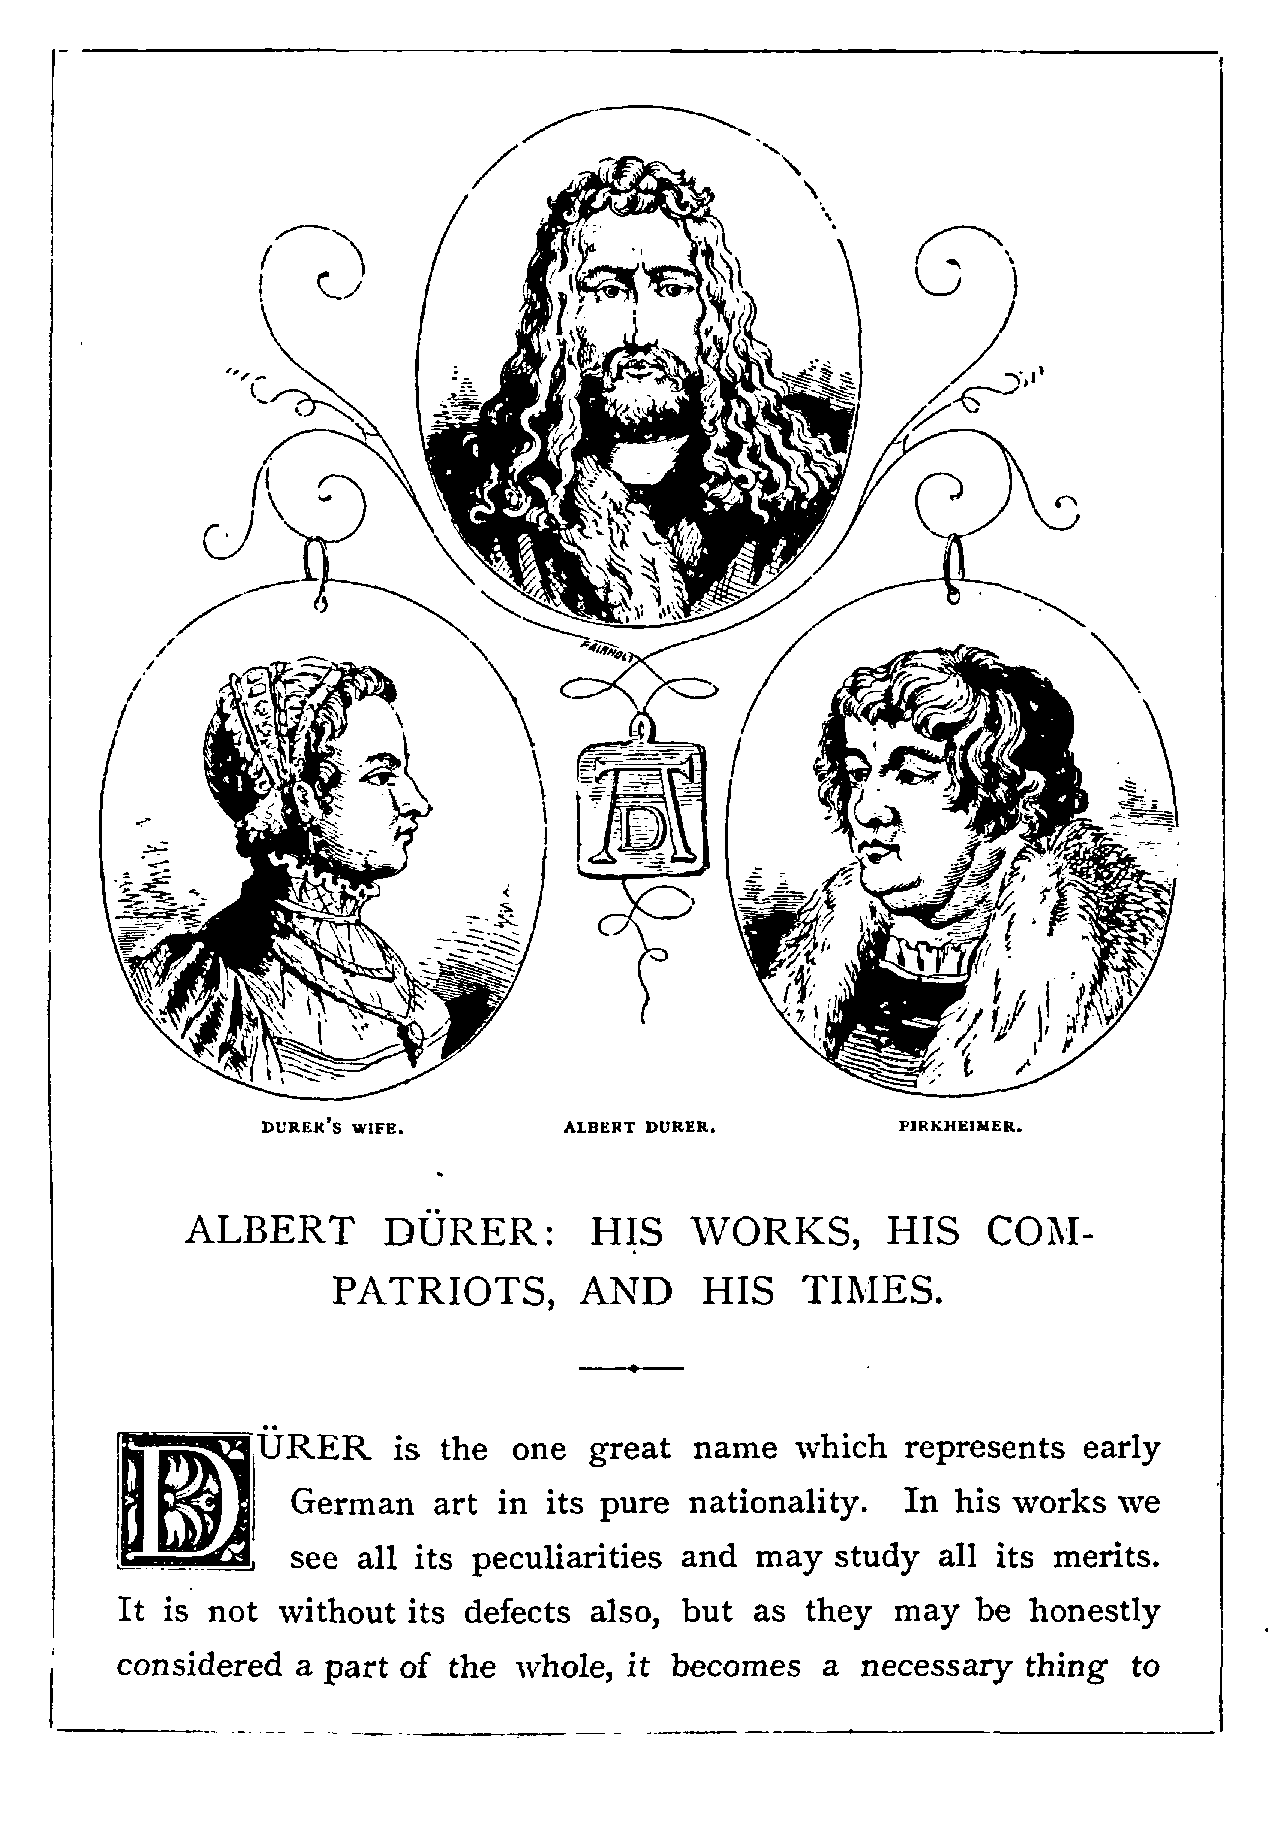 FAIRHOLT
AD
DURER'S WIFE. ALBERT DURER. PIRKHEIMER.
ALBERT DÜRER: HIS WORKS, HIS COM-
PATRIOTS, AND HIS TIMES.
DÜRER is the one great name which represents early
German art in its pure nationality. In his works we
see all its peculiarities and may study all its merits.
It is not without its defects also, but as they may be honestly
considered a part of the whole, it becomes a necessary thing to